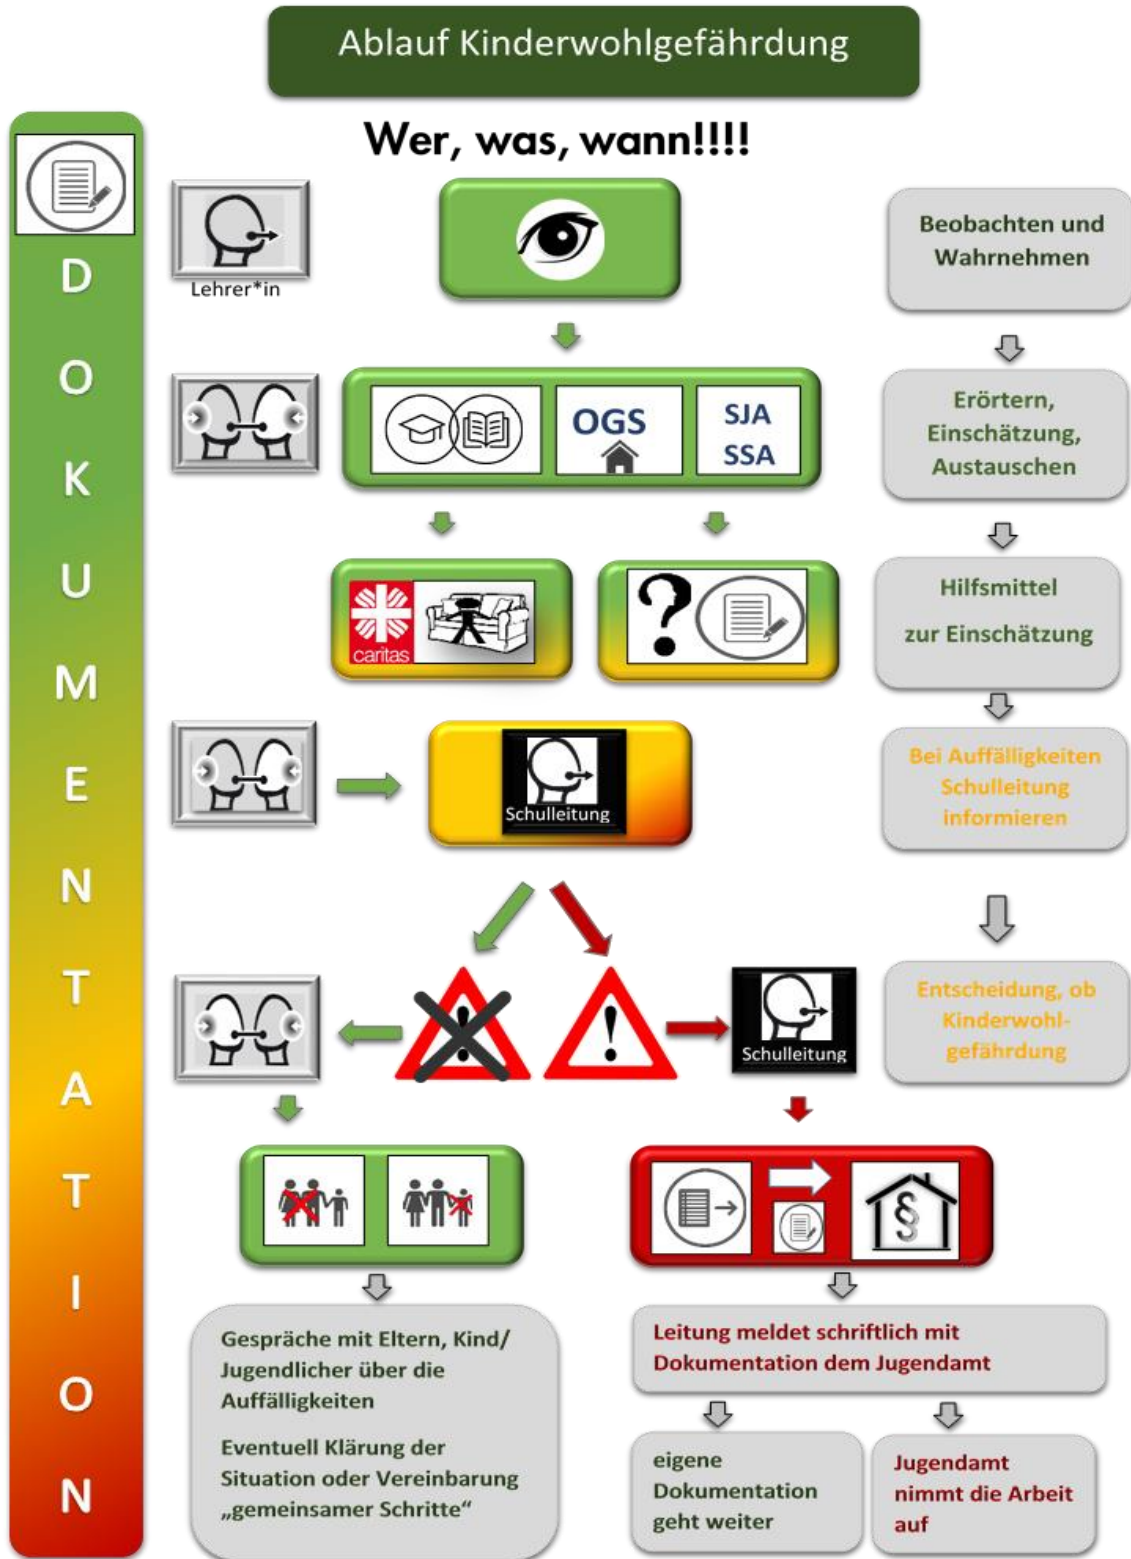 Ablauf Kinderwohlgefährdung
Wer, was, wann!!!!
D
O
K
U
M
E
N
T
A
T
I
O
N
Lehrer*in
Beobachten und
Wahrnehmen
OGS
SJA
SSA
Erörtern,
Einschätzung,
Austauschen
caritas
?
Hilfsmittel
zur Einschätzung
Schulleitung
Bei Auffälligkeiten
Schulleitung
informieren
!
!
Schulleitung
Entscheidung, ob
Kinderwohl-
gefährdung
§
Gespräche mit Eltern, Kind/
Jugendlicher über die
Auffälligkeiten
Eventuell Klärung der
Situation oder Vereinbarung
„gemeinsamer Schritte“
Leitung meldet schriftlich mit
Dokumentation dem Jugendamt
eigene
Dokumentation
geht weiter
Jugendamt
nimmt die Arbeit
auf